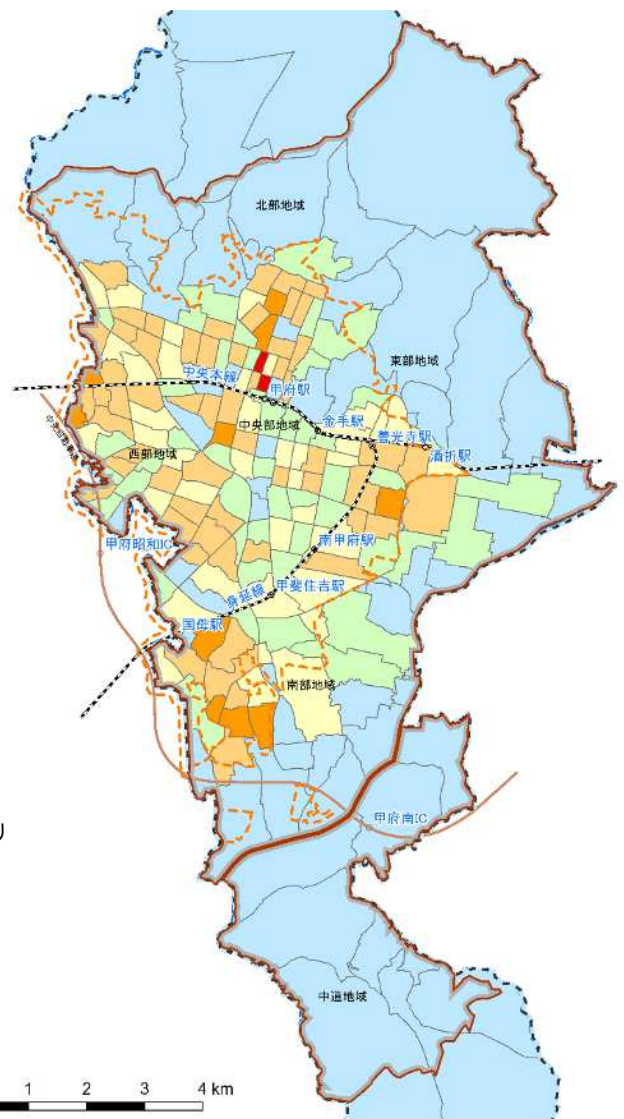 北部地域
東部地域
中央本線
甲府駅
金手駅
中央部地域
善光寺駅
酒折駅
西部地域
甲府昭和IC
南甲府駅
甲斐住吉駅
身延線
国母駅
南部地域
り
甲府南IC
中道地域
1 2 3 4 km